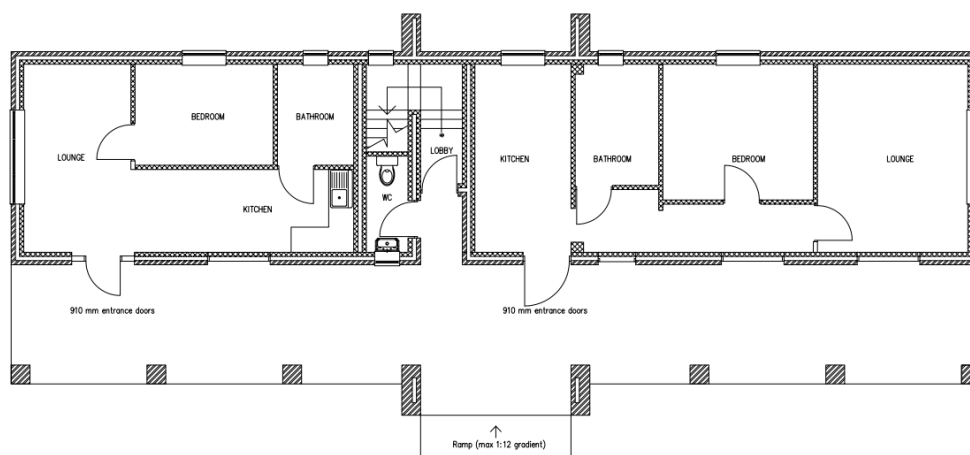 BEDROOM
BATHROOM
LOUNGE
KITCHEN
WC
LOBBY
KITCHEN
BATHROOM
BEDROOM
LOUNGE
910 mm entrance doors
910 mm entrance doors
Ramp (max 1:12 gradient)